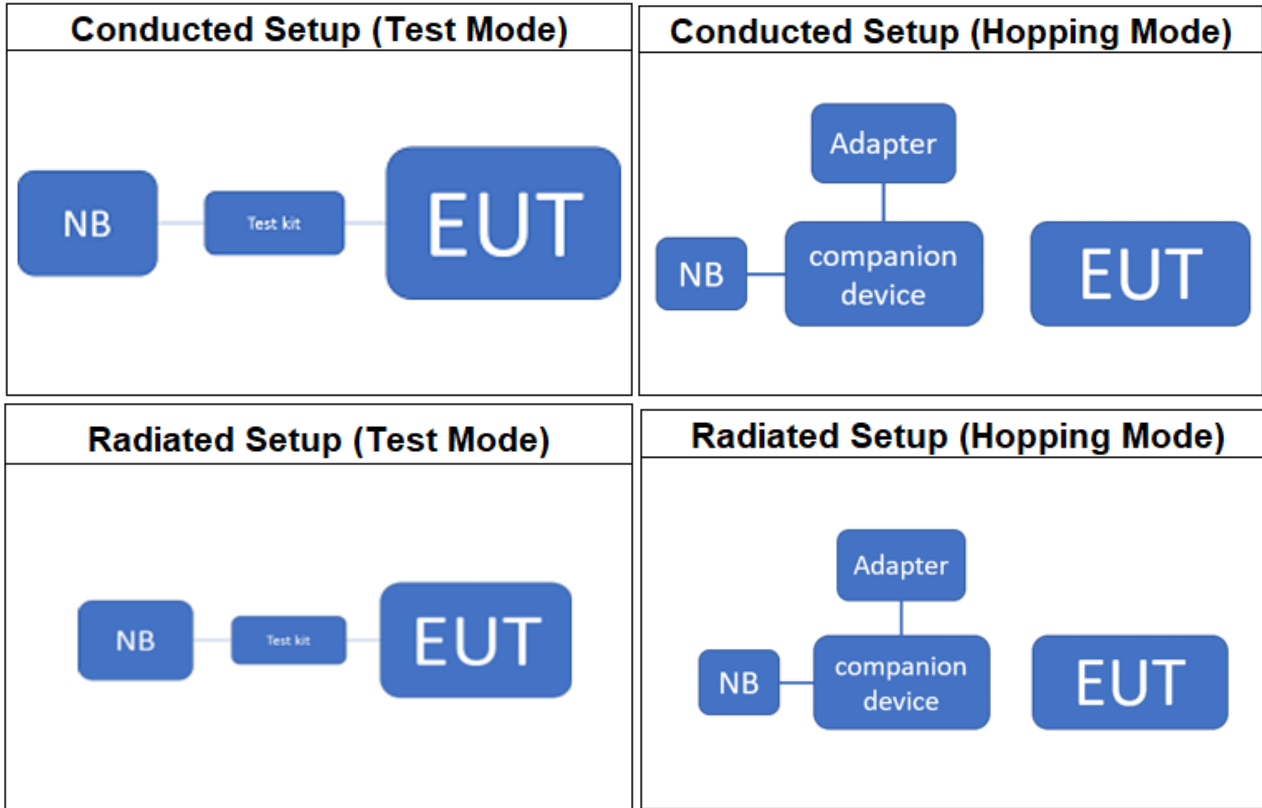 Conducted Setup (Test Mode)
NB
Test kit
EUT
Conducted Setup (Hopping Mode)
Adapter
NB
companion
device
EUT
Radiated Setup (Test Mode)
NB
Test kit
EUT
Radiated Setup (Hopping Mode)
Adapter
NB
companion
device
EUT